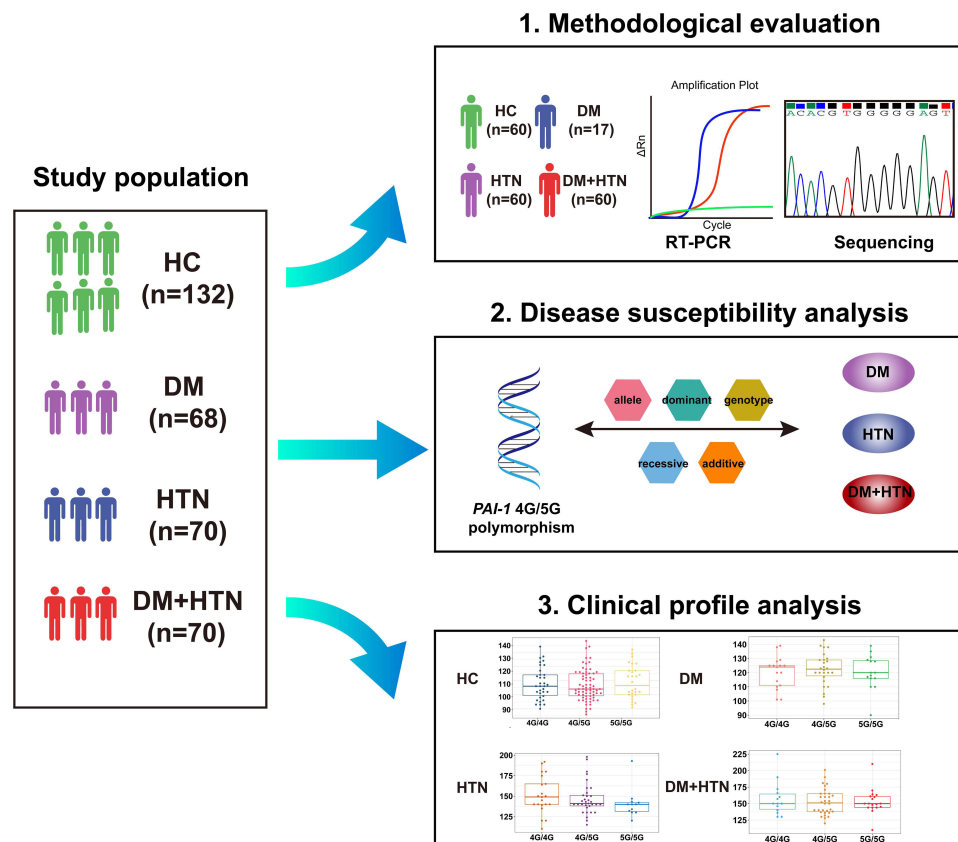 Study population
HC
(n=132)
DM
(n=68)
HTN
(n=70)
DM+HTN
(n=70)
1. Methodological evaluation
HC
(n=60)
DM
(n=17)
HTN
(n=60)
DM+HTN
(n=60)
Amplification Plot
ΔRn
Cycle
RT-PCR
A C A C G T G G G G G A G T
Sequencing
2. Disease susceptibility analysis
PAI-1 4G/5G
polymorphism
allele
dominant
genotype
recessive
additive
DM
HTN
DM+HTN
3. Clinical profile analysis
HC
140
130
120
110
100
90
4G/4G 4G/5G 5G/5G
DM
140
130
120
110
100
90
4G/4G 4G/5G 5G/5G
HTN
200
175
150
125
4G/4G 4G/5G 5G/5G
DM+HTN
225
200
175
150
125
4G/4G 4G/5G 5G/5G